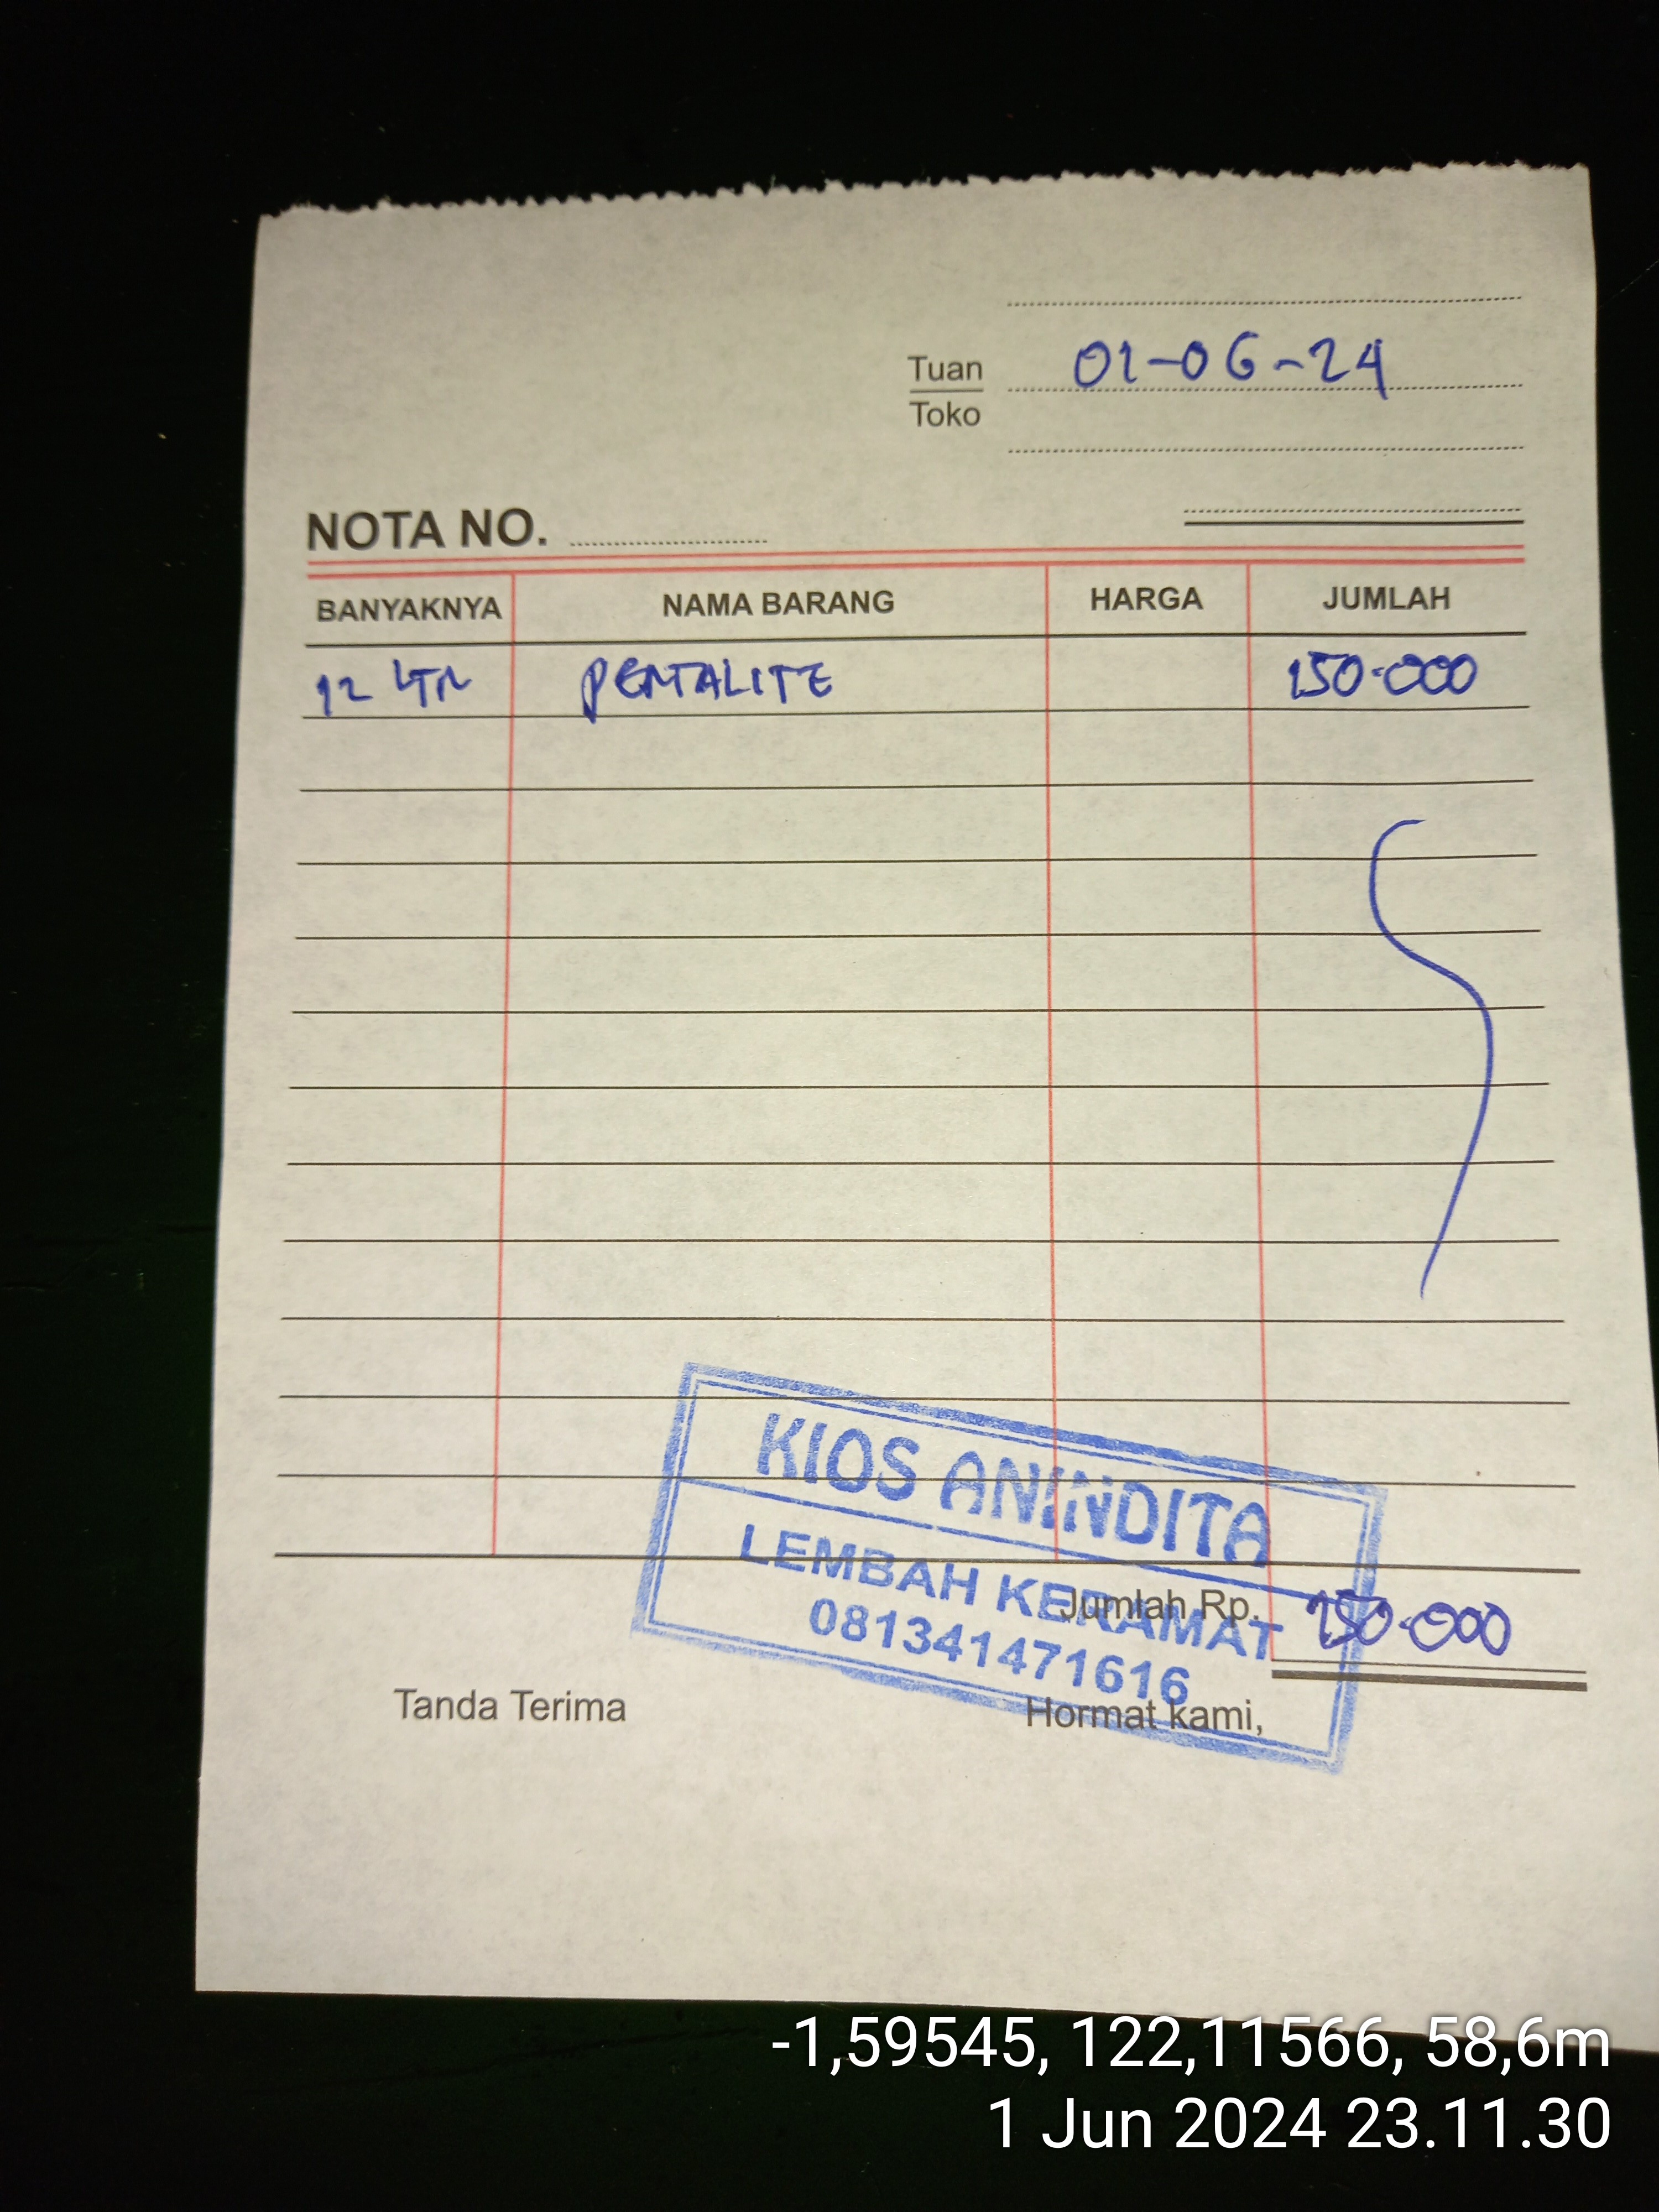 Tuan
Toko
01-06-24
NOTA NO.
BANYAKNYA NAMA BARANG HARGA JUMLAH
12 LTR PERTALITE 150.000
KIOS ANINDITA
LEMBAH KERAMAT
081341471616
Jumlah Rp. 150.000
Tanda Terima Hormat kami,
-1,59545, 122,11566, 58,6m
1 Jun 2024 23.11.30